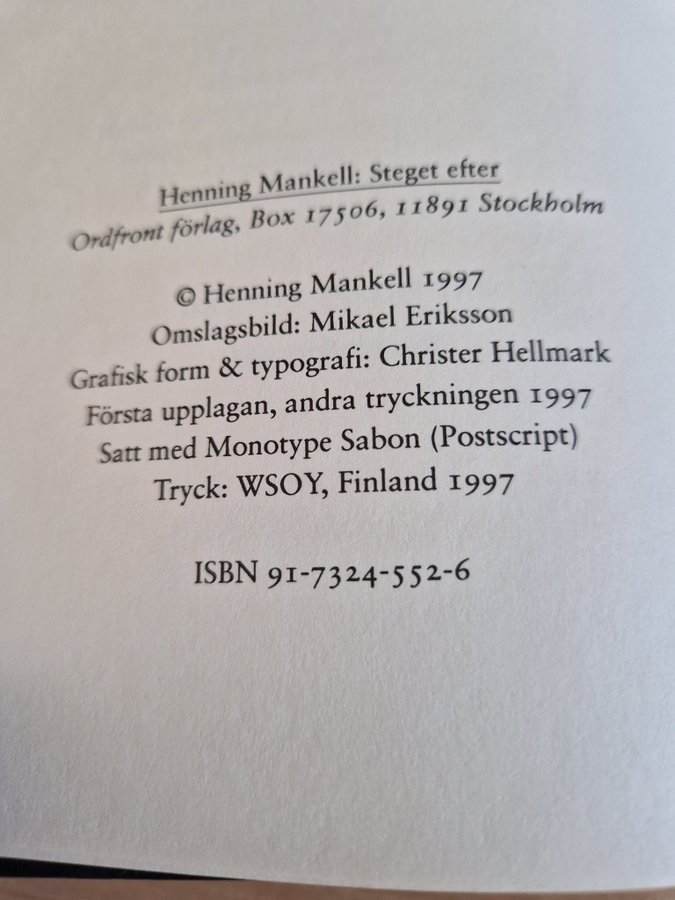 Henning Mankell: Steget efter
Ordfront förlag, Box 17506, 11891 Stockholm
© Henning Mankell 1997
Omslagsbild: Mikael Eriksson
Grafisk form & typografi: Christer Hellmark
Första upplagan, andra tryckningen 1997
Satt med Monotype Sabon (Postscript)
Tryck: WSOY, Finland 1997
ISBN 91-7324-552-6